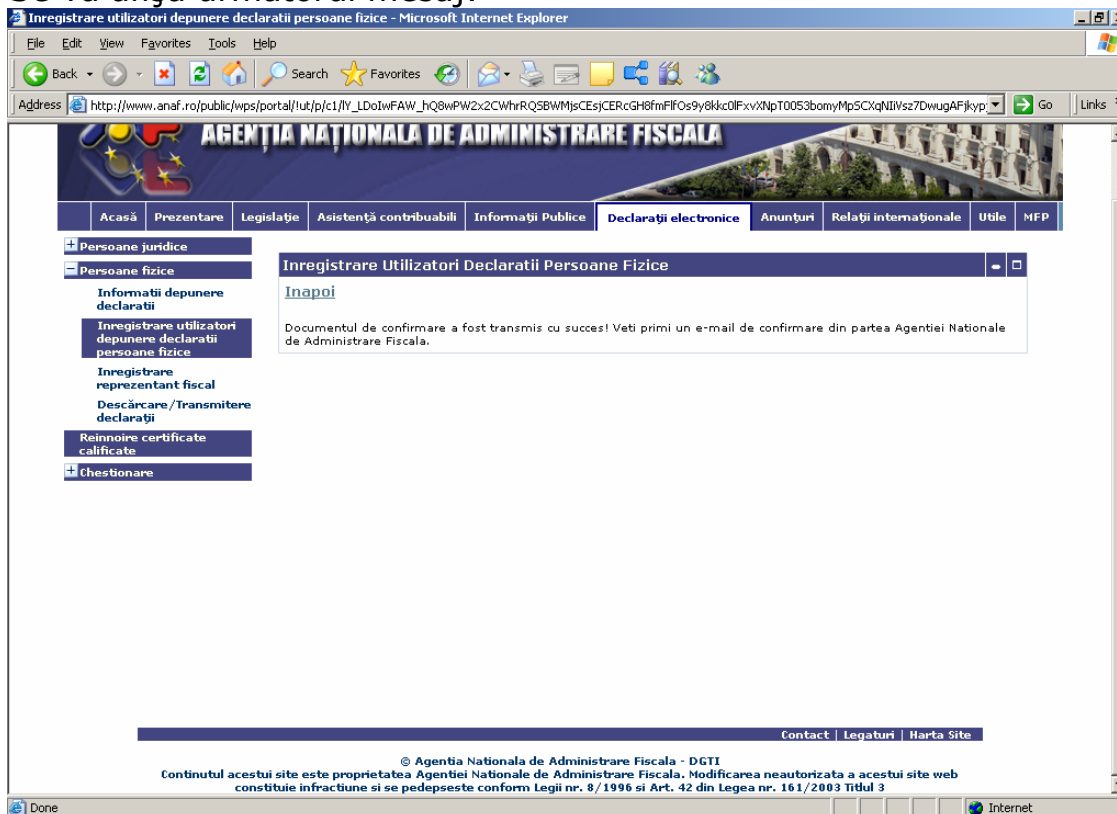 Se va afişa următorul mesaj:
Inregistrare utilizatori depunere declaratii persoane fizice - Microsoft Internet Explorer
File Edit View Favorites Tools Help
Back Search Favorites
Address http://www.anaf.ro/public/wps/portal/!ut/p/c1/ Go Links
AGENŢIA NAŢIONALA DE ADMINISTRARE FISCALA
Acasă Prezentare Legislaţie Asistenţă contribuabili Informaţii Publice Declaraţii electronice Anunţuri Relaţii internaţionale Utile MFP
Persoane juridice
Persoane fizice
Informatii depunere
declaratii
Inregistrare utilizatori
depunere declaratii
persoane fizice
Inregistrare
reprezentant fiscal
Descărcare/Transmitere
declaraţii
Reinnoire certificate
calificate
Chestionare
Inregistrare Utilizatori Declaratii Persoane Fizice
Inapoi
Documentul de confirmare a fost transmis cu succes! Veti primi un e-mail de confirmare din partea Agentiei Nationale
de Administrare Fiscala.
Contact | Legaturi | Harta Site
© Agentia Nationala de Administrare Fiscala - DGTI
Continutul acestui site este proprietatea Agentiei Nationale de Administrare Fiscala. Modificarea neautorizata a acestui site web
constituie infractiune si se pedepseste conform Legii nr. 8/1996 si Art. 42 din Legea nr. 161/2003 Titlul 3
Done Internet